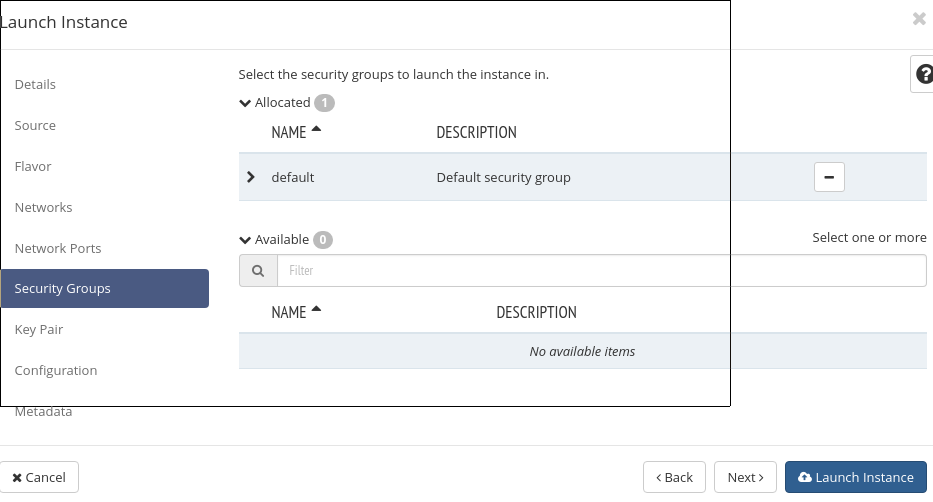 Launch Instance
Details
Source
Flavor
Networks
Network Ports
Security Groups
Key Pair
Configuration
Metadata
Select the security groups to launch the instance in.
Allocated 1
NAME DESCRIPTION
default Default security group
Available 0 Select one or more
Filter
NAME DESCRIPTION
No available items
Cancel < Back Next > Launch Instance